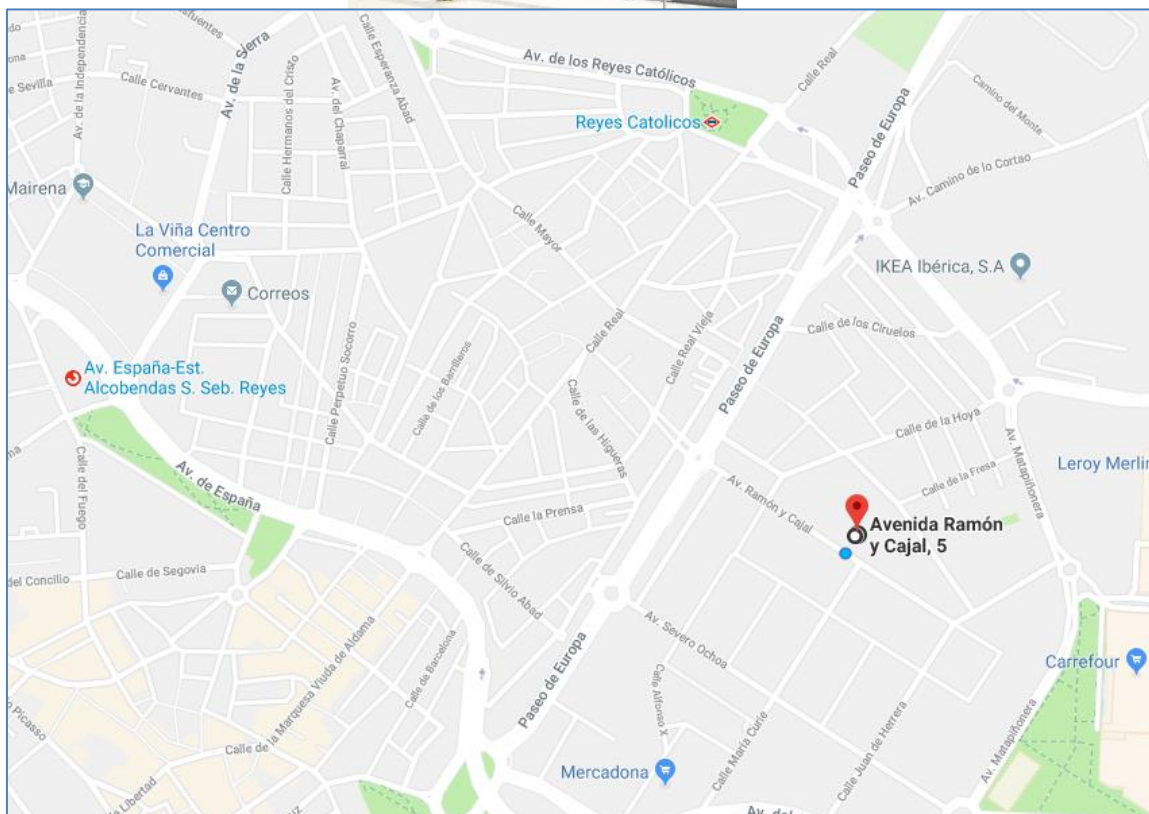 Av. de la Independencia
Sevilla
Calle Cervantes
Av. de la Sierra
Calle Hermanos del Cristo
Av. del Chaparral
Calle Esperanza Abad
Av. de los Reyes Católicos
Calle Real
Reyes Catolicos
Paseo de Europa
Camino del Monte
Av. Camino de lo Cortao
Mairena
La Viña Centro
Comercial
Correos
Calle Mayor
IKEA Ibérica, S.A
Calle de los Ciruelos
Calle Real
Calle Real Vieja
Paseo de Europa
Av. España-Est.
Alcobendas S. Seb. Reyes
Calle Perpetuo Socorro
Calle de los Barrilleros
Calle de las Higueras
Calle de la Hoya
Calle de la Fresa
Av. Matapiñonera
Leroy Merlin
Calle del Fuego
Av. de España
Calle la Prensa
Av. Ramón y Cajal
Avenida Ramón
y Cajal, 5
del Concilio
Calle de Segovia
Calle de Silvio Abad
Calle de Barcelona
Calle de la Marquesa Viuda de Aldama
Av. Severo Ochoa
Paseo de Europa
Calle Alfonso X
Calle María Curie
Calle Juan de Herrera
Av. Matapiñonera
Carrefour
Mercadona
Picasso
Libertad
Av. del